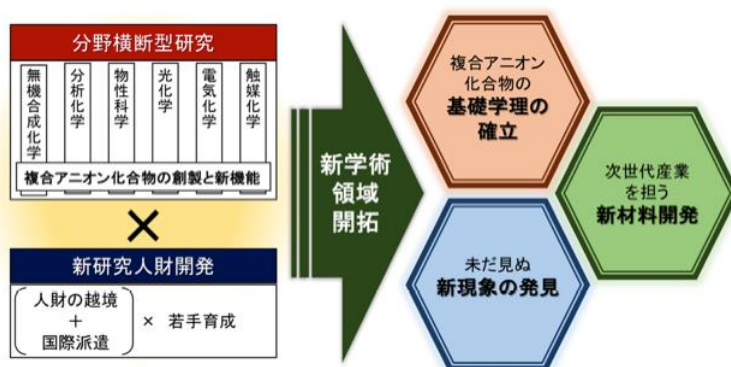 分野横断型研究
無機合成化学
分析化学
物性科学
光化学
電気化学
触媒化学
複合アニオン化合物の創製と新機能
×
新研究人財開発
人財の越境
+
国際派遣
× 若手育成
新学術
領域
開拓
複合アニオン
化合物の
基礎学理の
確立
次世代産業
を担う
新材料開発
未だ見ぬ
新現象の発見